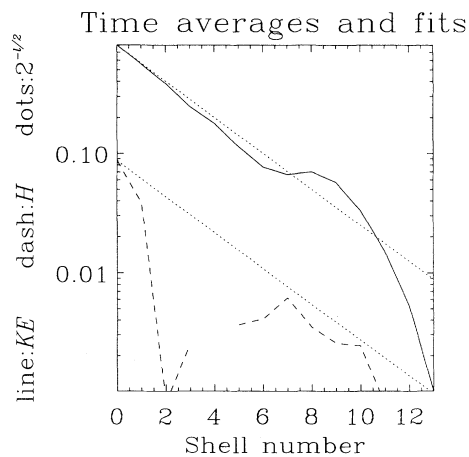 Time averages and fits
line:KE dash:H dots:2^-l/2
0.10
0.01
0 2 4 6 8 10 12
Shell number